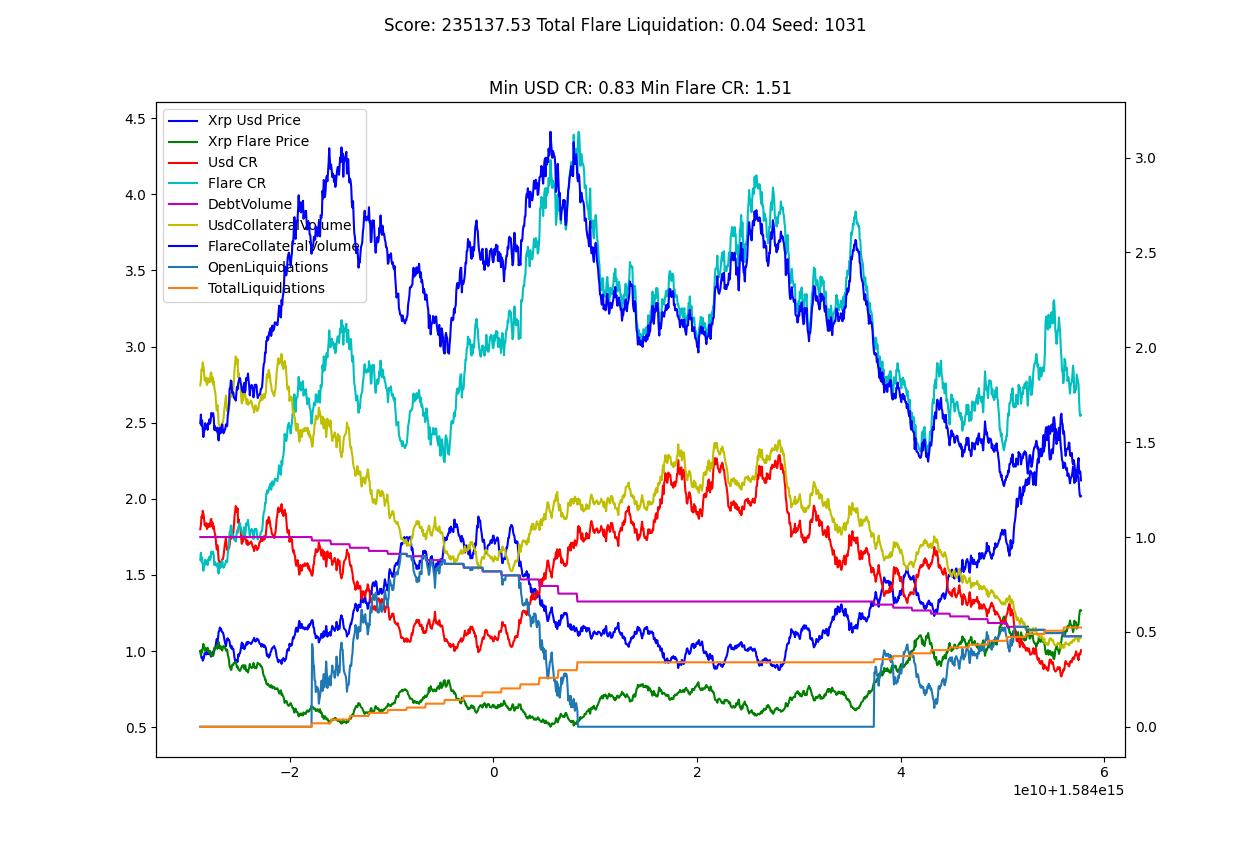 Score: 235137.53 Total Flare Liquidation: 0.04 Seed: 1031
Min USD CR: 0.83 Min Flare CR: 1.51
Xrp Usd Price
Xrp Flare Price
Usd CR
Flare CR
DebtVolume
UsdCollateralVolume
FlareCollateralVolume
OpenLiquidations
TotalLiquidations
4.5
4.0
3.5
3.0
2.5
2.0
1.5
1.0
0.5
3.0
2.5
2.0
1.5
1.0
0.5
0.0
−2
0
2
4
6
1e10+1.584e15